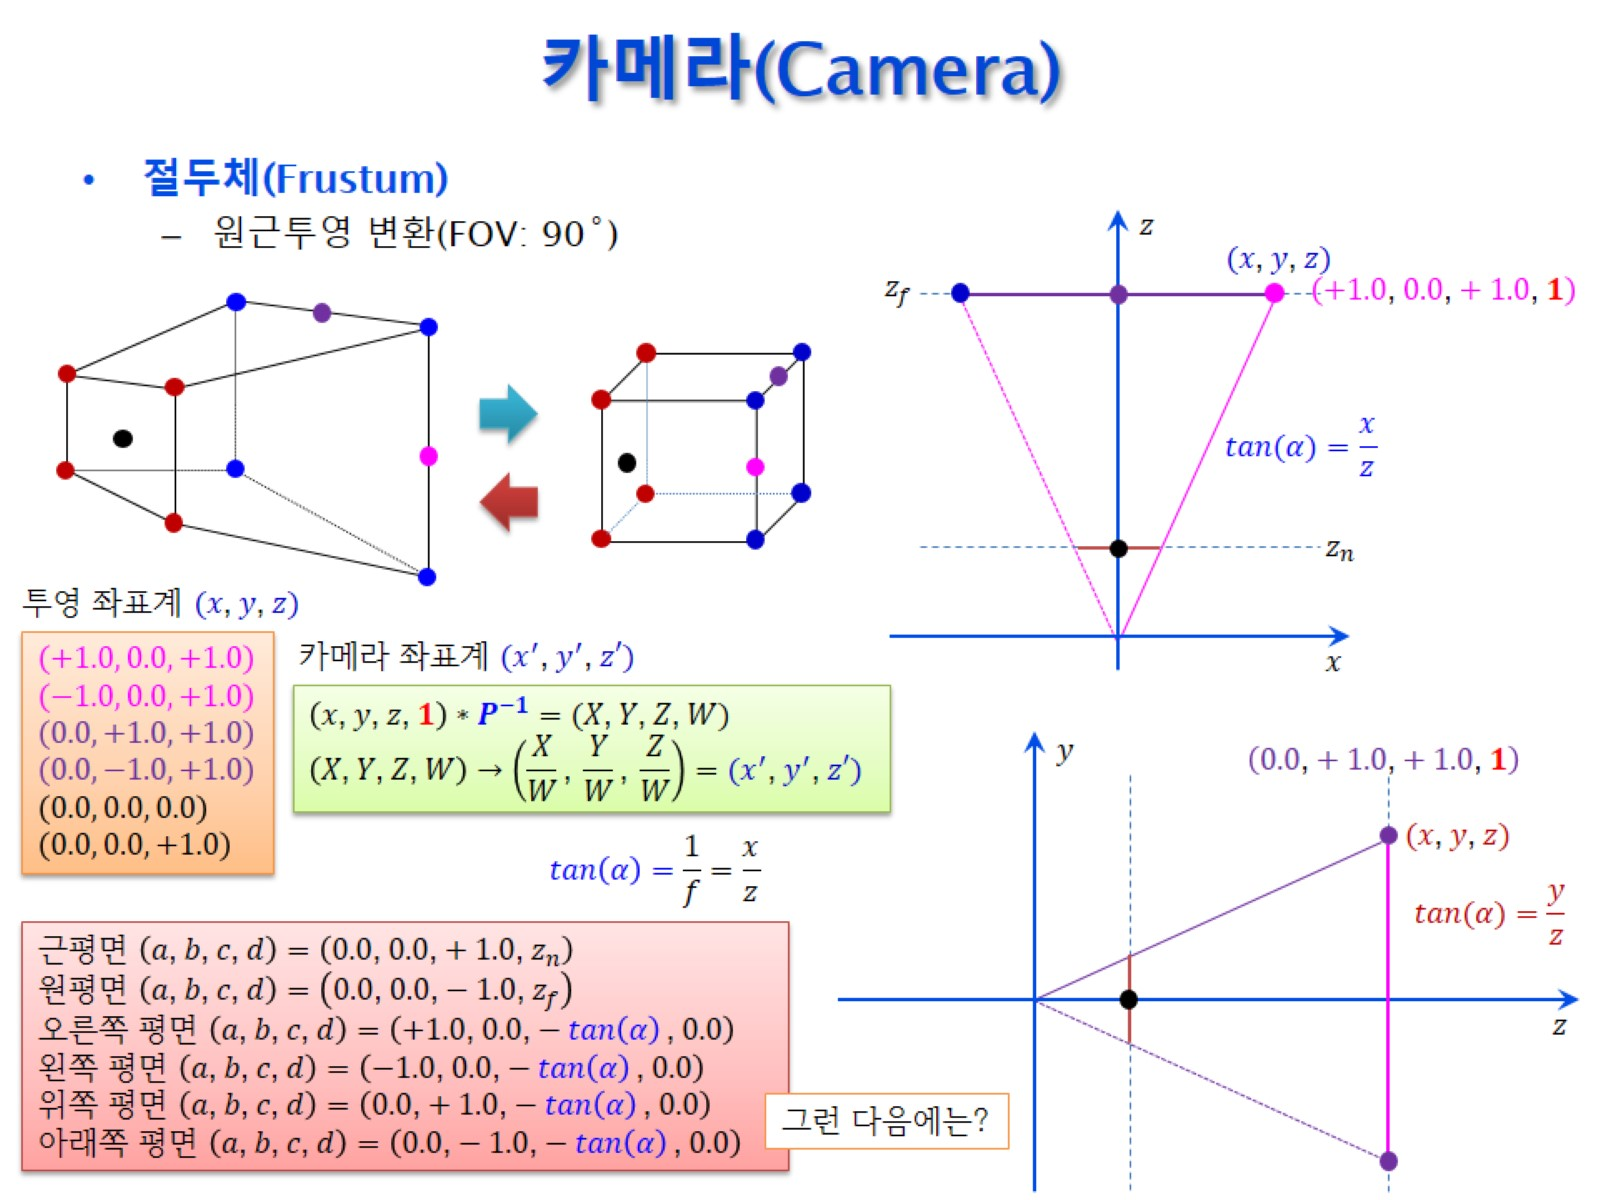 카메라(Camera)
• 절두체(Frustum)
– 원근투영 변환(FOV: 90˚)
z
(x, y, z)
z_f
(+1.0, 0.0, + 1.0, 1)
tan(α) = x/z
z_n
x
투영 좌표계 (x, y, z)
(+1.0, 0.0, +1.0)
(−1.0, 0.0, +1.0)
(0.0, +1.0, +1.0)
(0.0, −1.0, +1.0)
(0.0, 0.0, 0.0)
(0.0, 0.0, +1.0)
카메라 좌표계 (x′, y′, z′)
(x, y, z, 1) ∗ P⁻¹ = (X, Y, Z, W)
(X, Y, Z, W) → (X/W, Y/W, Z/W) = (x′, y′, z′)
tan(α) = 1/f = x/z
y
(0.0, + 1.0, + 1.0, 1)
(x, y, z)
tan(α) = y/z
z
근평면 (a, b, c, d) = (0.0, 0.0, + 1.0, z_n)
원평면 (a, b, c, d) = (0.0, 0.0, − 1.0, z_f)
오른쪽 평면 (a, b, c, d) = (+1.0, 0.0, − tan(α) , 0.0)
왼쪽 평면 (a, b, c, d) = (−1.0, 0.0, − tan(α) , 0.0)
위쪽 평면 (a, b, c, d) = (0.0, + 1.0, − tan(α) , 0.0)
아래쪽 평면 (a, b, c, d) = (0.0, − 1.0, − tan(α) , 0.0)
그런 다음에는?